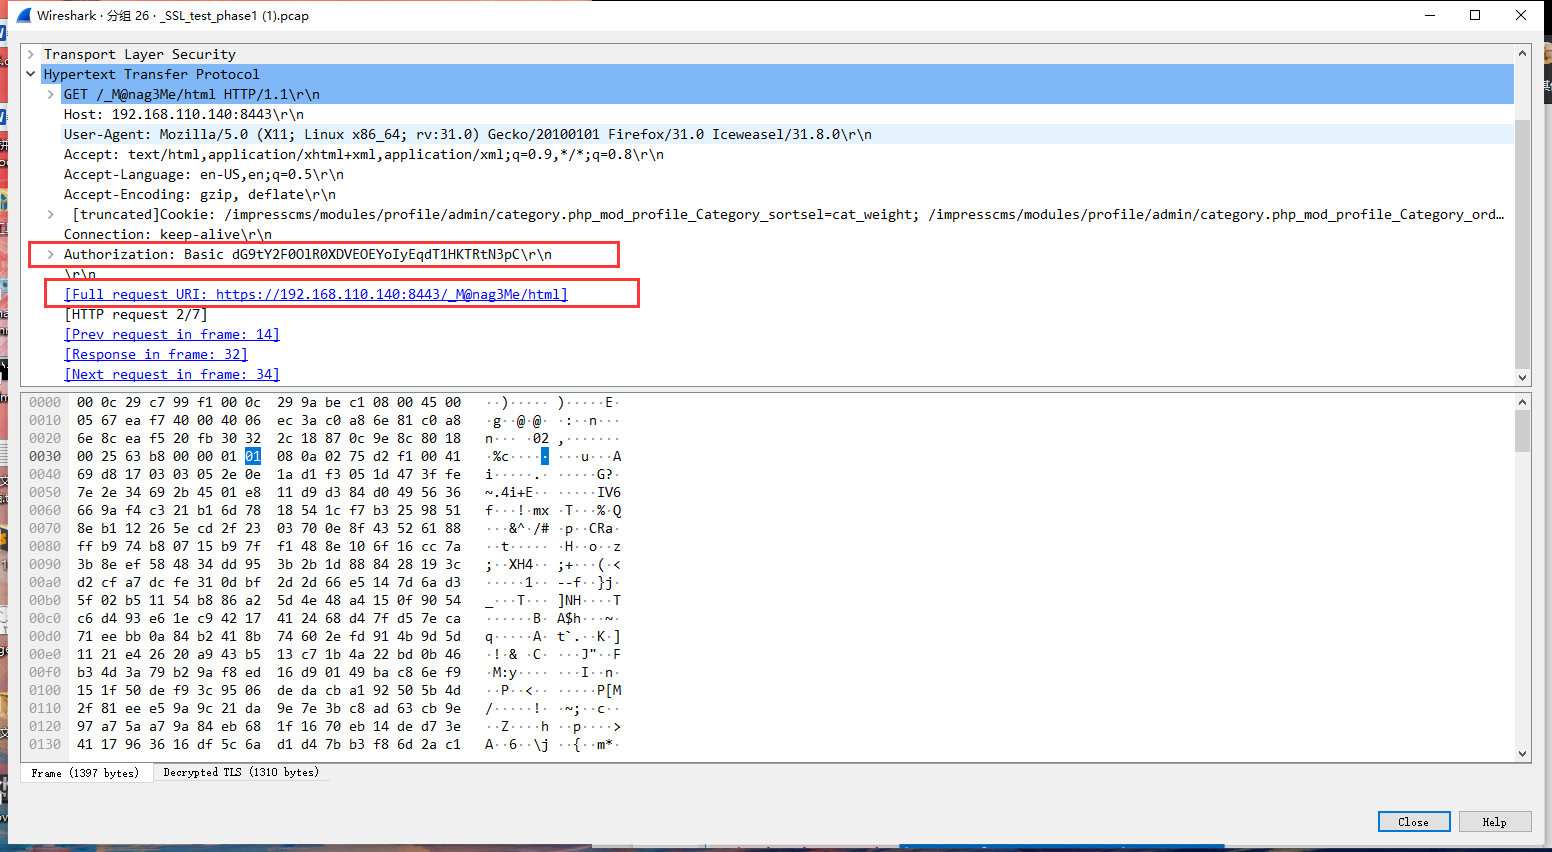 Wireshark · 分组 26 · _SSL_test_phase1 (1).pcap
Transport Layer Security
Hypertext Transfer Protocol
GET /_M@nag3Me/html HTTP/1.1\r\n
Host: 192.168.110.140:8443\r\n
User-Agent: Mozilla/5.0 (X11; Linux x86_64; rv:31.0) Gecko/20100101 Firefox/31.0 Iceweasel/31.8.0\r\n
Accept: text/html,application/xhtml+xml,application/xml;q=0.9,*/*;q=0.8\r\n
Accept-Language: en-US,en;q=0.5\r\n
Accept-Encoding: gzip, deflate\r\n
[truncated]Cookie: /impresscms/modules/profile/admin/category.php_mod_profile_Category_sortsel=cat_weight; /impresscms/modules/profile/admin/category.php_mod_profile_Category_ord…
Connection: keep-alive\r\n
Authorization: Basic dG9tY2F0OlR0XDVEOEYoIyEqdT1HKTRtN3pC\r\n
\r\n
[Full request URI: https://192.168.110.140:8443/_M@nag3Me/html]
[HTTP request 2/7]
[Prev request in frame: 14]
[Response in frame: 32]
[Next request in frame: 34]
0000 00 0c 29 c7 99 f1 00 0c 29 9a be c1 08 00 45 00 ··)····· )·····E·
0010 05 67 ea f7 40 00 40 06 ec 3a c0 a8 6e 81 c0 a8 ·g··@·@· ·:··n···
0020 6e 8c ea f5 20 fb 30 32 2c 18 87 0c 9e 8c 80 18 n··· ·02 ,·······
0030 00 25 63 b8 00 00 01 01 08 0a 02 75 d2 f1 00 41 ·%c····· ···u···A
0040 69 d8 17 03 03 05 2e 0e 1a d1 f3 05 1d 47 3f fe i·····.· ·····G?·
0050 7e 2e 34 69 2b 45 01 e8 11 d9 d3 84 d0 49 56 36 ~.4i+E·· ·····IV6
0060 66 9a f4 c3 21 b1 6d 78 18 54 1c f7 b3 25 98 51 f···!·mx ·T···%·Q
0070 8e b1 12 26 5e cd 2f 23 03 70 0e 8f 43 52 61 88 ···&^·/# ·p··CRa·
0080 ff b9 74 b8 07 15 b9 7f f1 48 8e 10 6f 16 cc 7a ··t····· ·H··o··z
0090 3b 8e ef 58 48 34 dd 95 3b 2b 1d 88 84 28 19 3c ;··XH4·· ;+···(·<
00a0 d2 cf a7 dc fe 31 0d bf 2d 2d 66 e5 14 7d 6a d3 ·····1·· --f··}j·
00b0 5f 02 b5 11 54 b8 86 a2 5d 4e 48 a4 15 0f 90 54 _···T··· ]NH····T
00c0 c6 d4 93 e6 1e c9 42 17 41 24 68 d4 7f d5 7e ca ······B· A$h···~·
00d0 71 ee bb 0a 84 b2 41 8b 74 60 2e fd 91 4b 9d 5d q·····A· t`.··K·]
00e0 11 21 e4 26 20 a9 43 b5 13 c7 1b 4a 22 bd 0b 46 ·!·& ·C· ···J"··F
00f0 b3 4d 3a 79 b2 9a f8 ed 16 d9 01 49 ba c8 6e f9 ·M:y···· ···I··n·
0100 15 1f 50 de f9 3c 95 06 de da cb a1 92 50 5b 4d ··P··<·· ·····P[M
0110 2f 81 ee e5 9a 9c 21 da 9e 7e 3b c8 ad 63 cb 9e /·····!· ·~;··c··
0120 97 a5 5a a7 9a 84 eb 68 1f 16 70 eb 14 de d7 3e ··Z····h ··p····>
0130 41 17 96 36 16 df 5c 6a d1 d4 7b b3 f8 6d 2a c1 A··6··\j ··{··m*·
Frame (1397 bytes) Decrypted TLS (1310 bytes)
Close Help